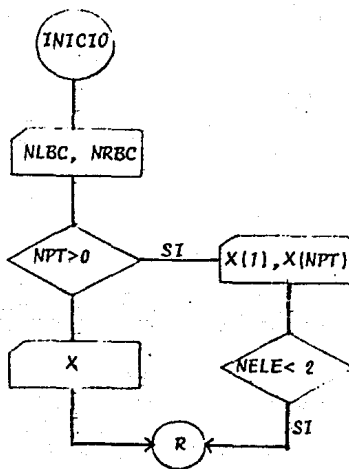 INICIO
NLBC, NRBC
NPT>0
SI
X(1), X(NPT)
X
NELE< 2
SI
R